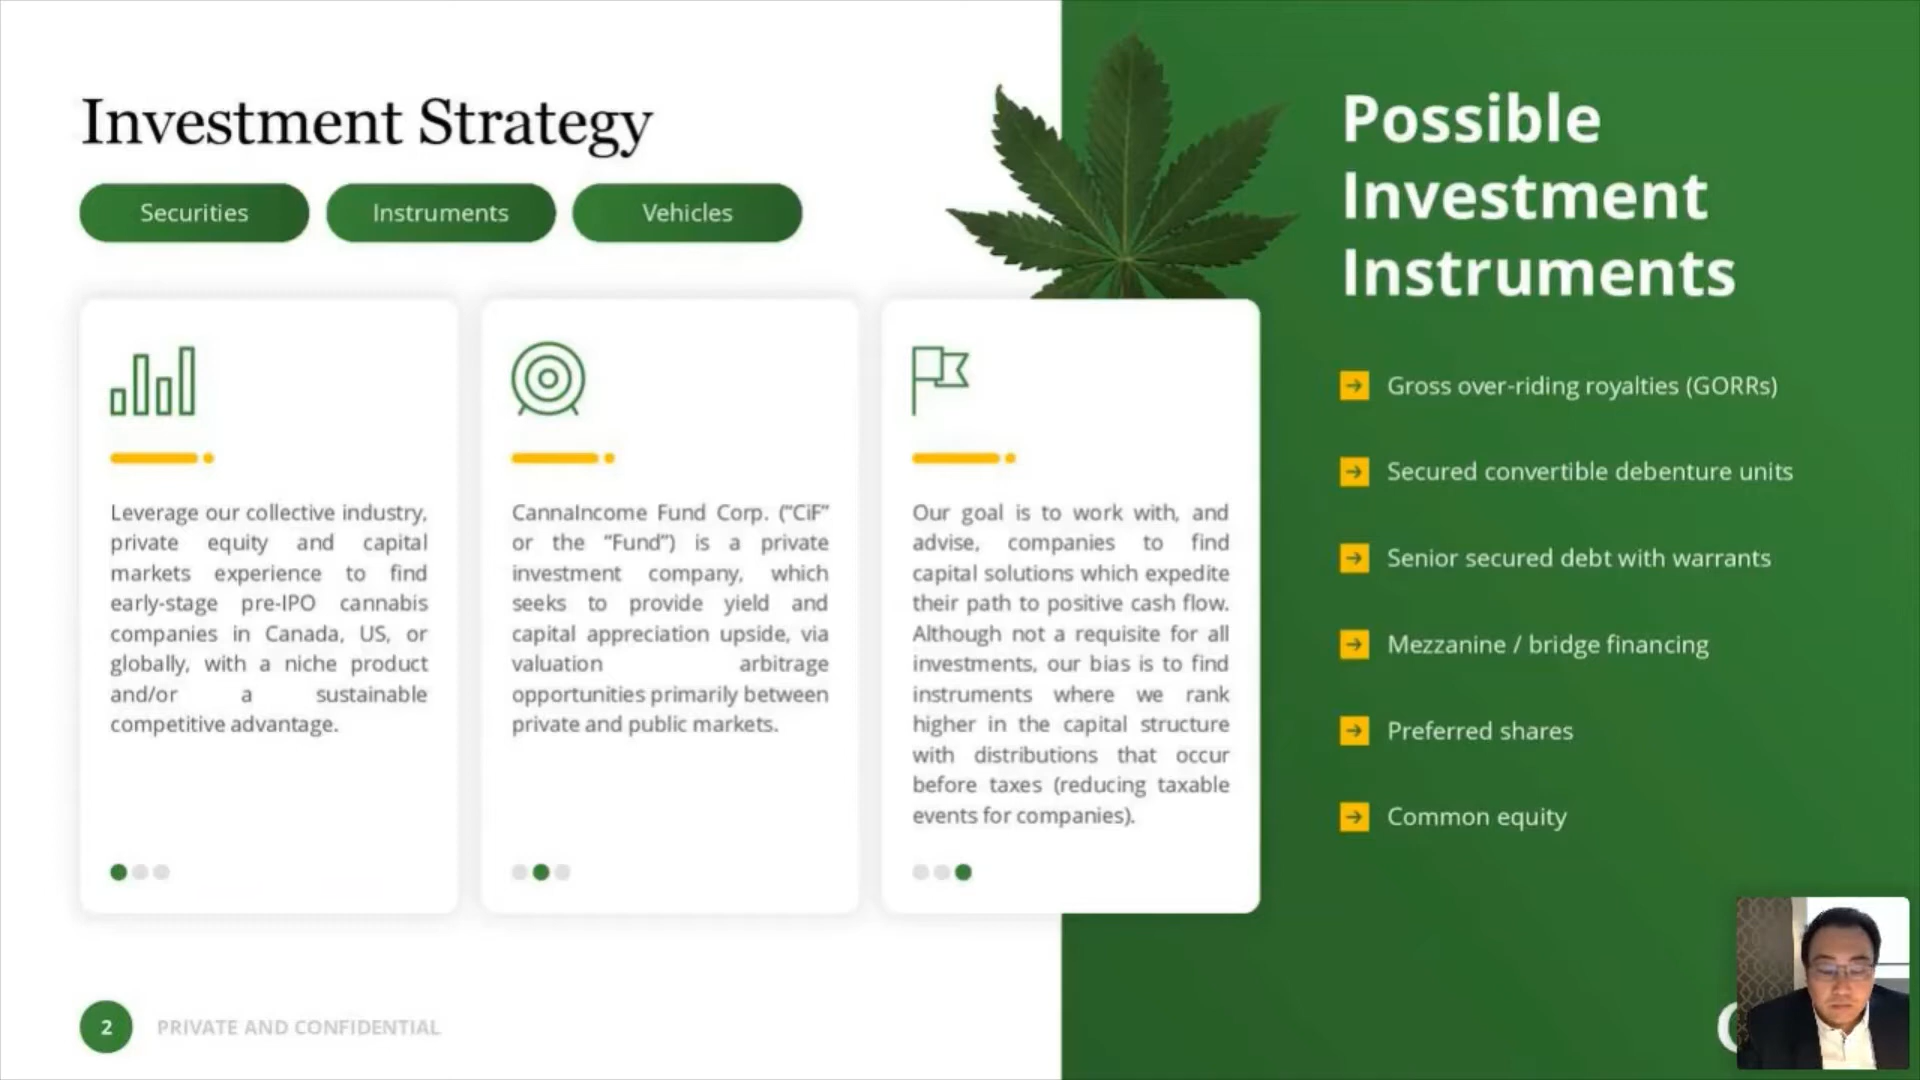 Investment Strategy
Securities
Instruments
Vehicles
Leverage our collective industry,
private equity and capital
markets experience to find
early-stage pre-IPO cannabis
companies in Canada, US, or
globally, with a niche product
and/or a sustainable
competitive advantage.
CannaIncome Fund Corp. (“CiF”
or the “Fund”) is a private
investment company, which
seeks to provide yield and
capital appreciation upside, via
valuation arbitrage
opportunities primarily between
private and public markets.
Our goal is to work with, and
advise, companies to find
capital solutions which expedite
their path to positive cash flow.
Although not a requisite for all
investments, our bias is to find
instruments where we rank
higher in the capital structure
with distributions that occur
before taxes (reducing taxable
events for companies).
Possible
Investment
Instruments
Gross over-riding royalties (GORRs)
Secured convertible debenture units
Senior secured debt with warrants
Mezzanine / bridge financing
Preferred shares
Common equity
2
PRIVATE AND CONFIDENTIAL